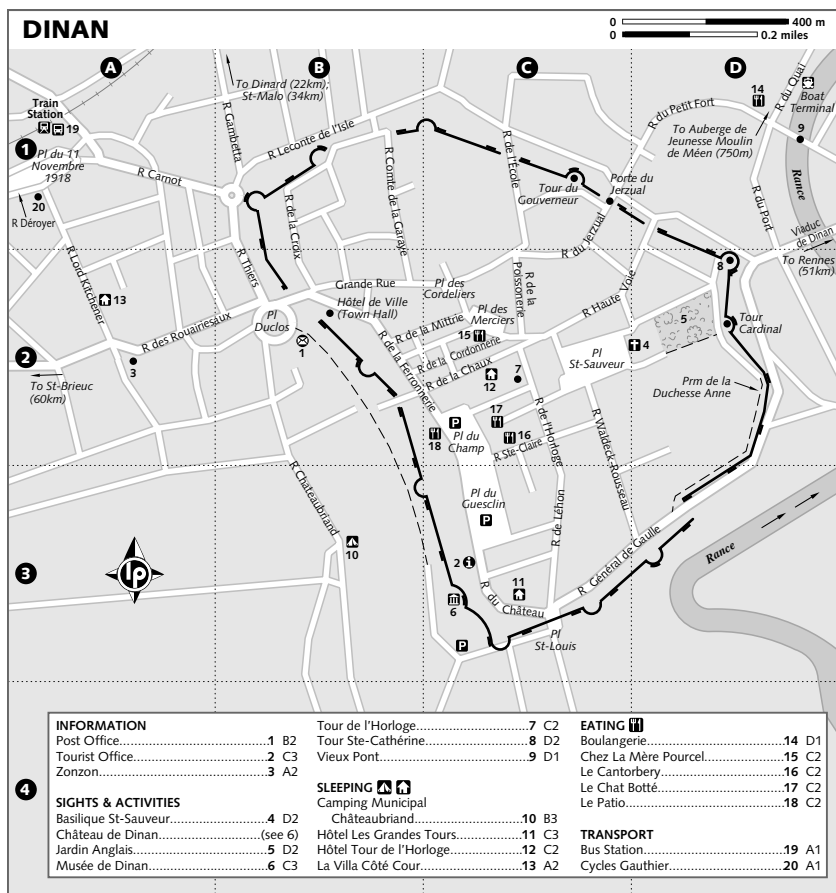 DINAN
0 400 m
0 0.2 miles
A
B
C
D
1
2
3
4
To Dinard (22km);
St-Malo (34km)
Train
Station
19
Pl du 11
Novembre
1918
20
R Déroyer
R Carnot
R Gambetta
R Leconte de l'Isle
R de la Croix
R Comte de la Garaye
R de l'École
Tour du
Gouverneur
Porte du
Jerzual
R du Jerzual
R du Petit Fort
14
R du Quai
Boat
Terminal
9
To Auberge de
Jeunesse Moulin
de Méen (750m)
Rance
R du Port
Viaduc
de Dinan
To Rennes
(51km)
8
R Lord Kitchener
13
R Thiers
Grande Rue
Pl des
Cordeliers
R de la
Poissonerie
R Haute Voie
5
Tour
Cardinal
Hôtel de Ville
(Town Hall)
Pl
Duclos
R des Rouainesaux
3
1
R de la Mittrie
Pl des
Merciers
15
R de la Cordonnerie
R de la Chaux
R de la Ferronnerie
12
7
Pl
St-Sauveur
4
To St-Brieuc
(60km)
Prm de la
Duchesse Anne
17
16
18
P
Pl du
Champ
R Ste-Claire
R de l'Horloge
R Waldeck-Rousseau
R Chateaubriand
Pl du
Guesclin
P
R de Léhon
10
2
11
R Général de Gaulle
Rance
lp
6
R du Château
P
Pl
St-Louis
INFORMATION
Post Office 1 B2
Tourist Office 2 C3
Zonzon 3 A2
SIGHTS & ACTIVITIES
Basilique St-Sauveur 4 D2
Château de Dinan (see 6)
Jardin Anglais 5 D2
Musée de Dinan 6 C3
Tour de l'Horloge 7 C2
Tour Ste-Cathérine 8 D2
Vieux Pont 9 D1
SLEEPING
Camping Municipal
Châteaubriand 10 B3
Hôtel Les Grandes Tours 11 C3
Hôtel Tour de l'Horloge 12 C2
La Villa Côté Cour 13 A2
EATING
Boulangerie 14 D1
Chez La Mère Pourcel 15 C2
Le Cantorbery 16 C2
Le Chat Botté 17 C2
Le Patio 18 C2
TRANSPORT
Bus Station 19 A1
Cycles Gauthier 20 A1